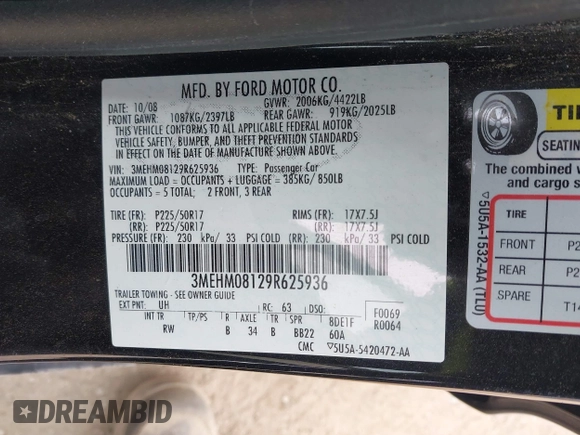 MFD. BY FORD MOTOR CO.
DATE: 10/08 GVWR: 2006KG/4422LB
FRONT GAWR: 1087KG/2397LB REAR GAWR: 919KG/2025LB
THIS VEHICLE CONFORMS TO ALL APPLICABLE FEDERAL MOTOR
VEHICLE SAFETY, BUMPER, AND THEFT PREVENTION STANDARDS
IN EFFECT ON THE DATE OF MANUFACTURE SHOWN ABOVE.
VIN: 3MEHM08129R625936 TYPE: Passenger Car
MAXIMUM LOAD = OCCUPANTS + LUGGAGE = 385KG/850LB
OCCUPANTS = 5 TOTAL; 2 FRONT, 3 REAR
TIRE (FR) P225/50R17 RIMS (FR) 17X7.5J
(RR) P225/50R17 (RR) 17X7.5J
PRESSURE (FR) 230 kPa/ 33 PSI COLD (RR) 230 kPa/ 33 PSI COLD
3MEHM08129R625936
TRAILER TOWING - SEE OWNER GUIDE
EXT PNT: UH RC: 63 DSO: F0069
INT TR TP/PS R AXLE TR SPR BDE1F R0064
RW B 34 B BB22 60A
CMC ▽5U5A-5420472-AA
TI
SEATIN
The combined
and cargo s
▽5U5A-1532-AA (TLU)
TIRE
FRONT P2
REAR P2
SPARE T14
DREAMBID